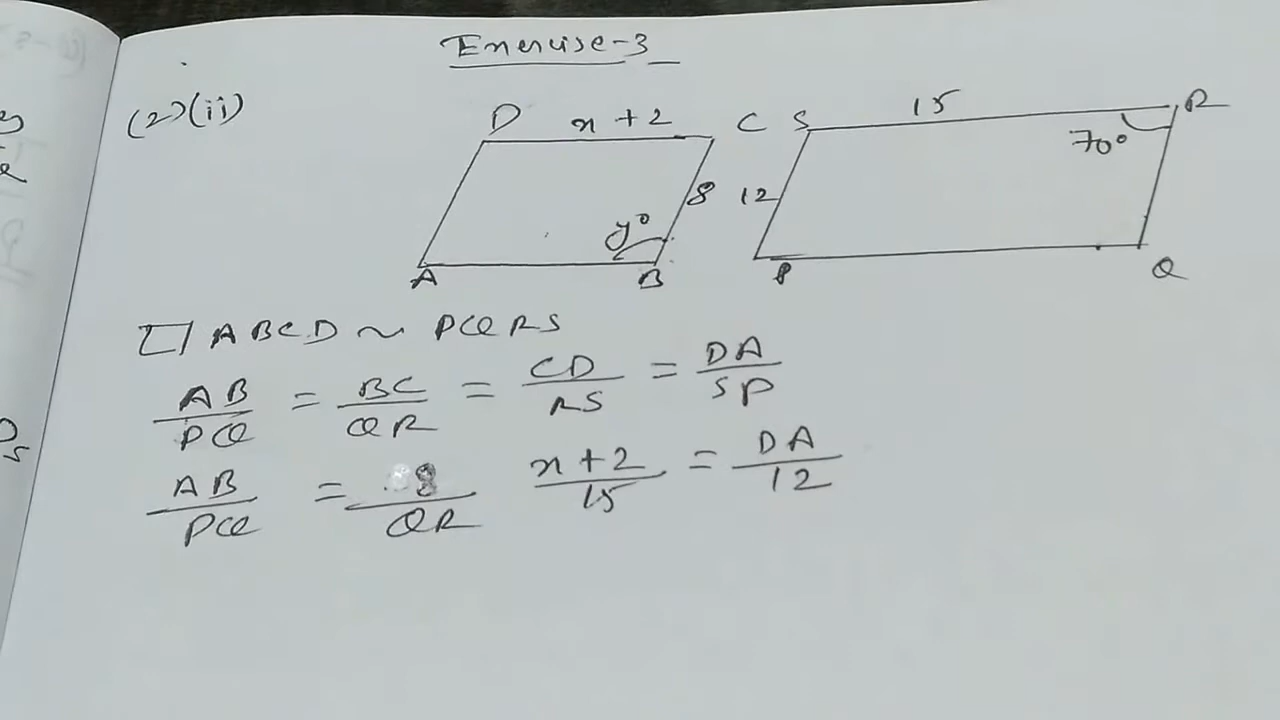 Exercise-3
(2)(ii)
D x + 2 C S 15 R
70°
8 12
y°
A B P Q
▱ ABCD ~ PQRS
AB/PQ = BC/QR = CD/RS = DA/SP
AB/PQ = 8/QR x+2/15 = DA/12